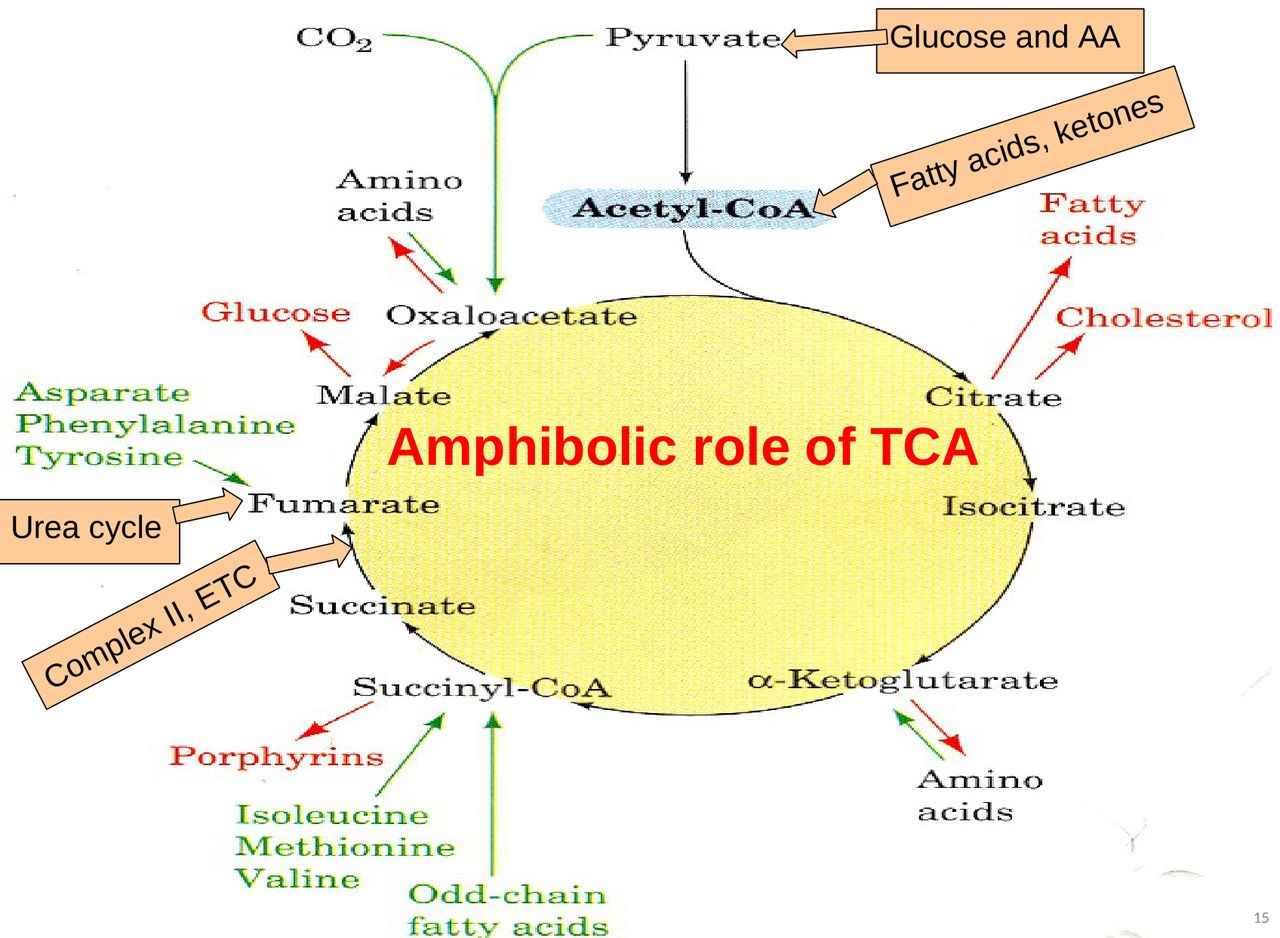 CO2
Pyruvate
Glucose and AA
Fatty acids, ketones
Amino
acids
Acetyl-CoA
Fatty
acids
Glucose
Oxaloacetate
Cholesterol
Asparate
Phenylalanine
Tyrosine
Malate
Citrate
Amphibolic role of TCA
Fumarate
Isocitrate
Urea cycle
Complex II, ETC
Succinate
Succinyl-CoA
α-Ketoglutarate
Porphyrins
Amino
acids
Isoleucine
Methionine
Valine
Odd-chain
fatty acids
15